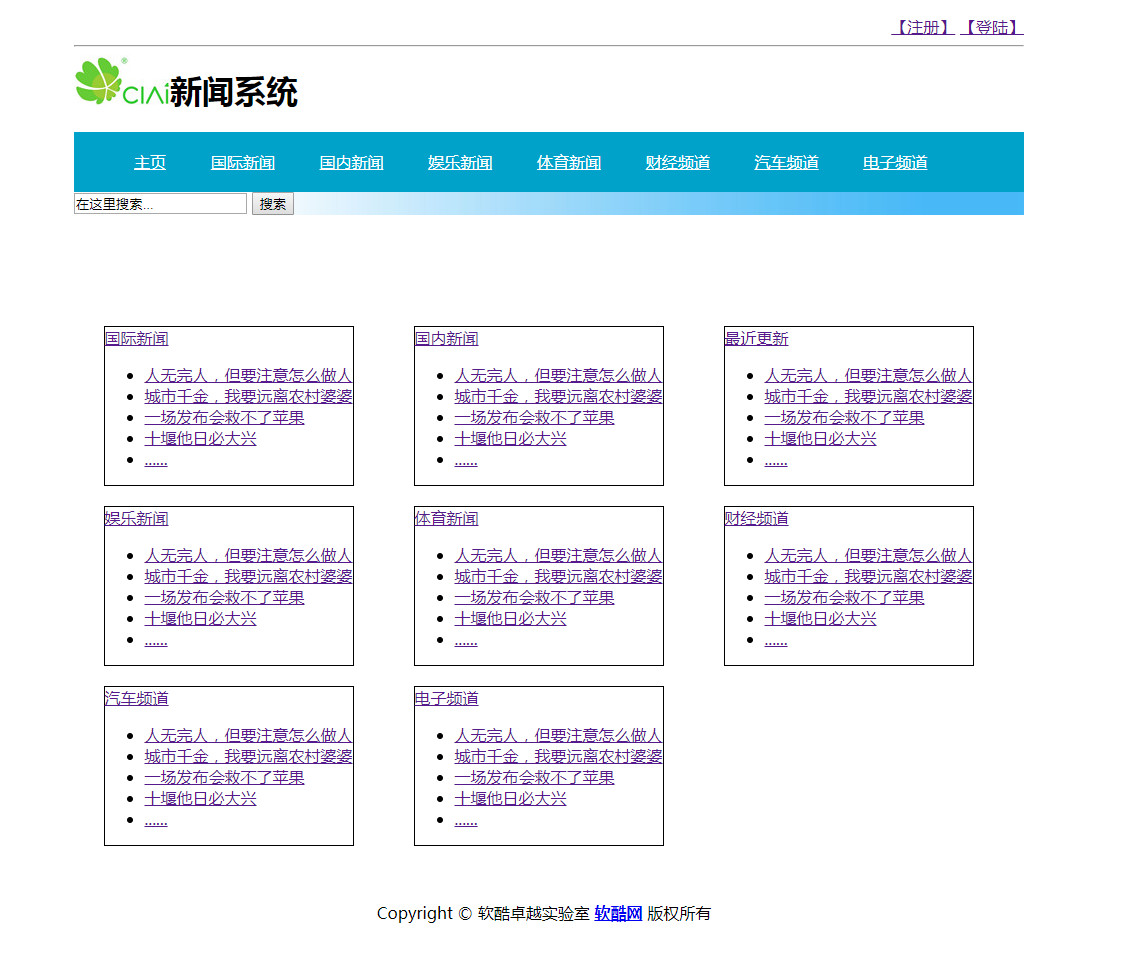 【注册】 【登陆】
CIAi新闻系统
主页 国际新闻 国内新闻 娱乐新闻 体育新闻 财经频道 汽车频道 电子频道
在这里搜索... 搜索
国际新闻
人无完人，但要注意怎么做人
城市千金，我要远离农村婆婆
一场发布会救不了苹果
十堰他日必大兴
......
国内新闻
人无完人，但要注意怎么做人
城市千金，我要远离农村婆婆
一场发布会救不了苹果
十堰他日必大兴
......
最近更新
人无完人，但要注意怎么做人
城市千金，我要远离农村婆婆
一场发布会救不了苹果
十堰他日必大兴
......
娱乐新闻
人无完人，但要注意怎么做人
城市千金，我要远离农村婆婆
一场发布会救不了苹果
十堰他日必大兴
......
体育新闻
人无完人，但要注意怎么做人
城市千金，我要远离农村婆婆
一场发布会救不了苹果
十堰他日必大兴
......
财经频道
人无完人，但要注意怎么做人
城市千金，我要远离农村婆婆
一场发布会救不了苹果
十堰他日必大兴
......
汽车频道
人无完人，但要注意怎么做人
城市千金，我要远离农村婆婆
一场发布会救不了苹果
十堰他日必大兴
......
电子频道
人无完人，但要注意怎么做人
城市千金，我要远离农村婆婆
一场发布会救不了苹果
十堰他日必大兴
......
Copyright © 软酷卓越实验室 软酷网 版权所有